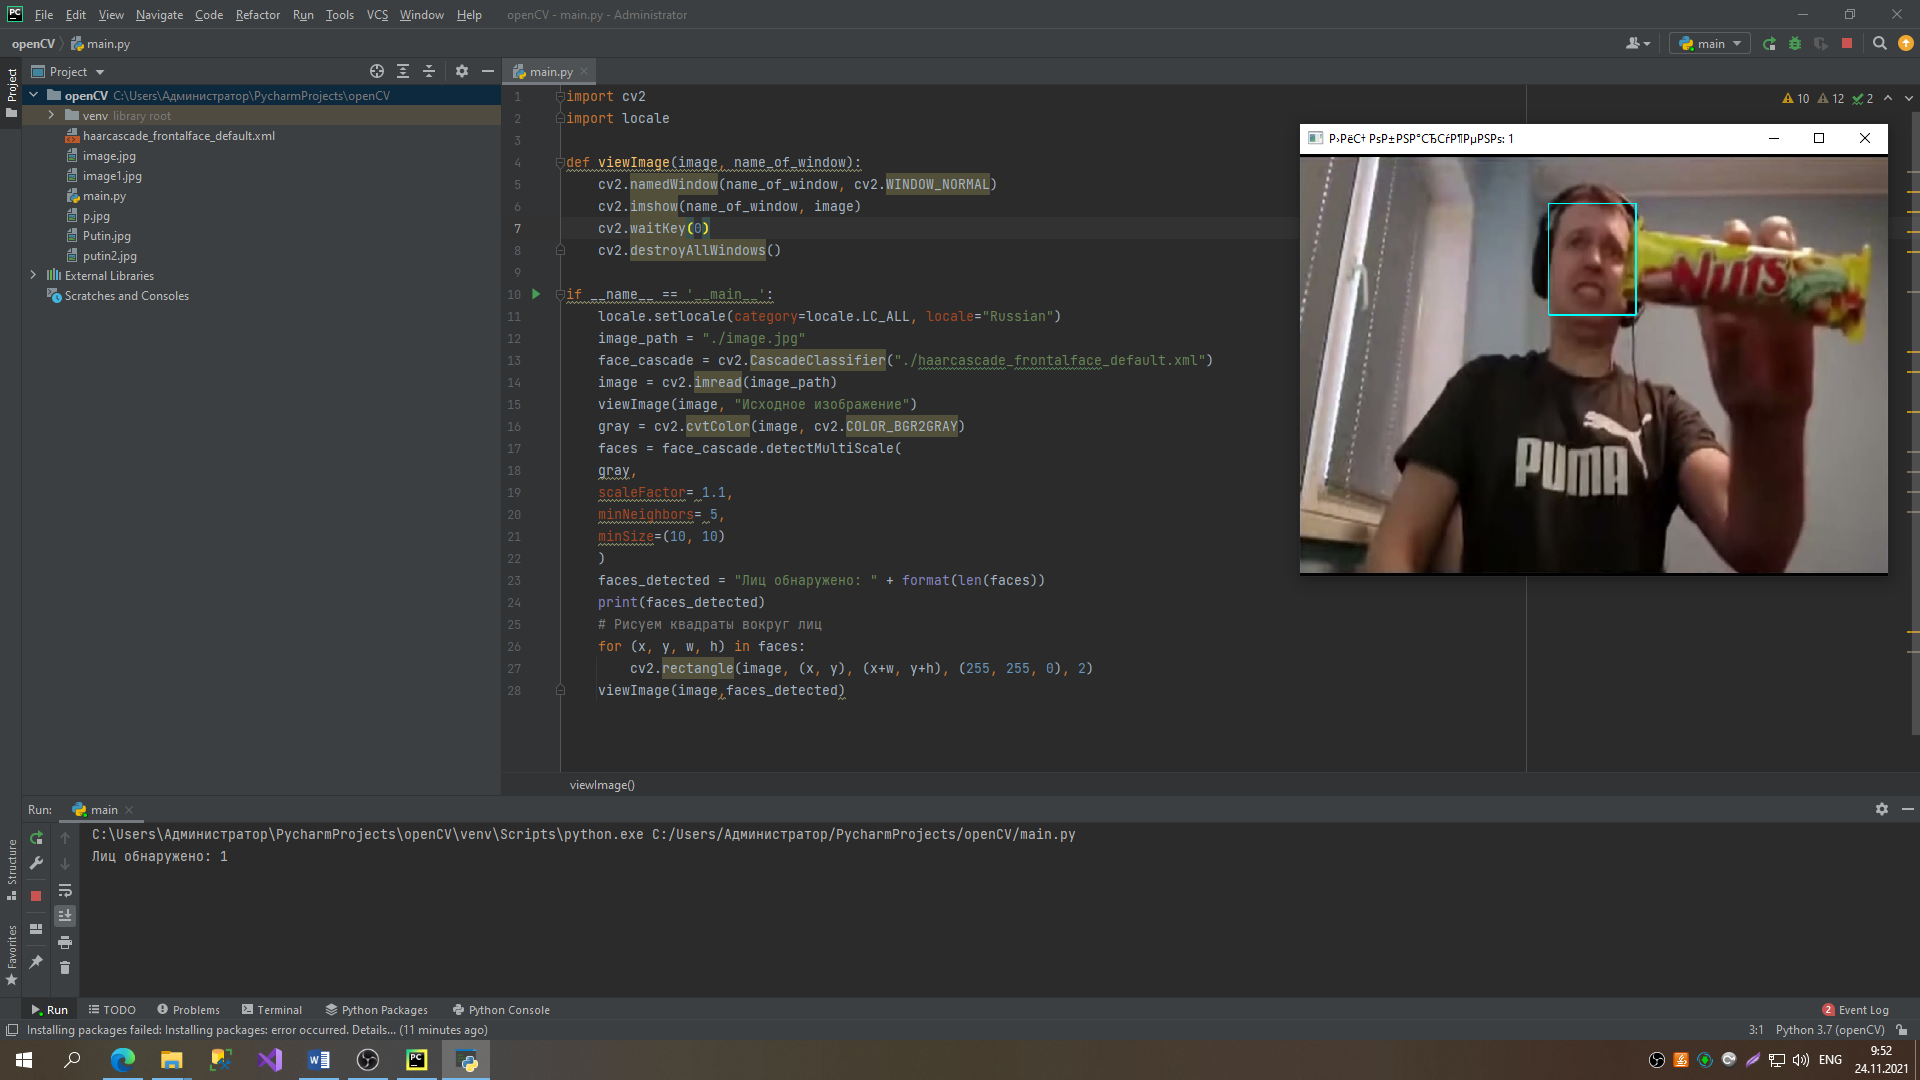 File Edit View Navigate Code Refactor Run Tools VCS Window Help openCV - main.py - Administrator
openCV main.py main
Project main.py
openCV C:\Users\Администратор\PycharmProjects\openCV
venv library root
haarcascade_frontalface_default.xml
image.jpg
image1.jpg
main.py
p.jpg
Putin.jpg
putin2.jpg
External Libraries
Scratches and Consoles
Project
Structure
Favorites
10 12 2
1 import cv2
2 import locale
3
4 def viewImage(image, name_of_window):
5 cv2.namedWindow(name_of_window, cv2.WINDOW_NORMAL)
6 cv2.imshow(name_of_window, image)
7 cv2.waitKey(0)
8 cv2.destroyAllWindows()
9
10 if __name__ == '__main__':
11 locale.setlocale(category=locale.LC_ALL, locale="Russian")
12 image_path = "./image.jpg"
13 face_cascade = cv2.CascadeClassifier("./haarcascade_frontalface_default.xml")
14 image = cv2.imread(image_path)
15 viewImage(image, "Исходное изображение")
16 gray = cv2.cvtColor(image, cv2.COLOR_BGR2GRAY)
17 faces = face_cascade.detectMultiScale(
18 gray,
19 scaleFactor= 1.1,
20 minNeighbors= 5,
21 minSize=(10, 10)
22 )
23 faces_detected = "Лиц обнаружено: " + format(len(faces))
24 print(faces_detected)
25 # Рисуем квадраты вокруг лиц
26 for (x, y, w, h) in faces:
27 cv2.rectangle(image, (x, y), (x+w, y+h), (255, 255, 0), 2)
28 viewImage(image,faces_detected)
viewImage()
Р›РёС† РѕР±РЅР°СЂСѓР¶РµРЅРѕ: 1
Nuts
PUMA
Run: main
C:\Users\Администратор\PycharmProjects\openCV\venv\Scripts\python.exe C:/Users/Администратор/PycharmProjects/openCV/main.py
Лиц обнаружено: 1
Run TODO Problems Terminal Python Packages Python Console 2 Event Log
Installing packages failed: Installing packages: error occurred. Details... (11 minutes ago) 3:1 Python 3.7 (openCV)
ENG 9:52
24.11.2021